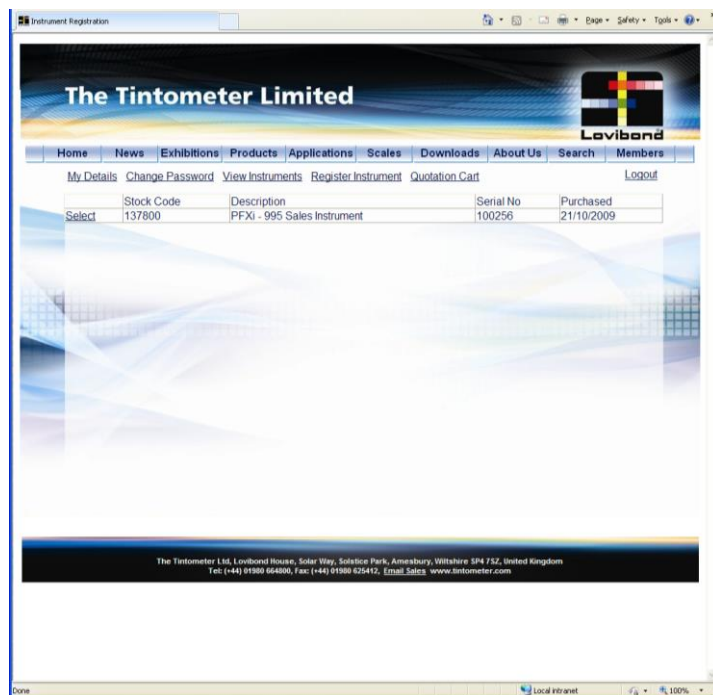 Instrument Registration
Page Safety Tools
The Tintometer Limited
Lovibond
Home News Exhibitions Products Applications Scales Downloads About Us Search Members
My Details Change Password View Instruments Register Instrument Quotation Cart Logout
Stock Code Description Serial No Purchased
Select 137800 PFXi - 995 Sales Instrument 100256 21/10/2009
The Tintometer Ltd, Lovibond House, Solar Way, Solstice Park, Amesbury, Wiltshire SP4 7SZ, United Kingdom
Tel: (+44) 01980 664800, Fax: (+44) 01980 625412, Email Sales www.tintometer.com
Done Local intranet 100%